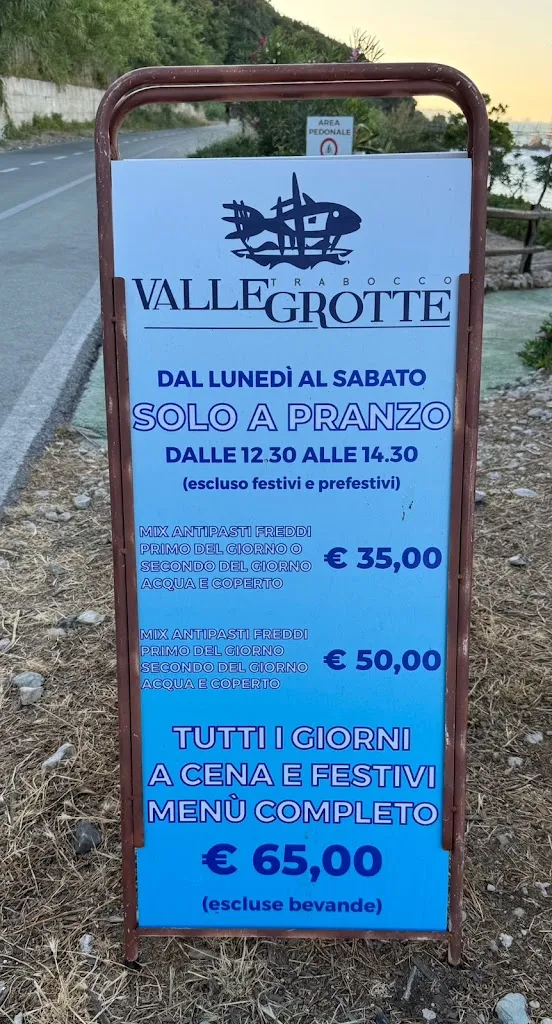 AREA
PEDONALE
TRABOCCO
VALLE GROTTE
DAL LUNEDÌ AL SABATO
SOLO A PRANZO
DALLE 12.30 ALLE 14.30
(escluso festivi e prefestivi)
MIX ANTIPASTI FREDDI
PRIMO DEL GIORNO O
SECONDO DEL GIORNO
ACQUA E COPERTO
€ 35,00
MIX ANTIPASTI FREDDI
PRIMO DEL GIORNO
SECONDO DEL GIORNO
ACQUA E COPERTO
€ 50,00
TUTTI I GIORNI
A CENA E FESTIVI
MENÙ COMPLETO
€ 65,00
(escluse bevande)